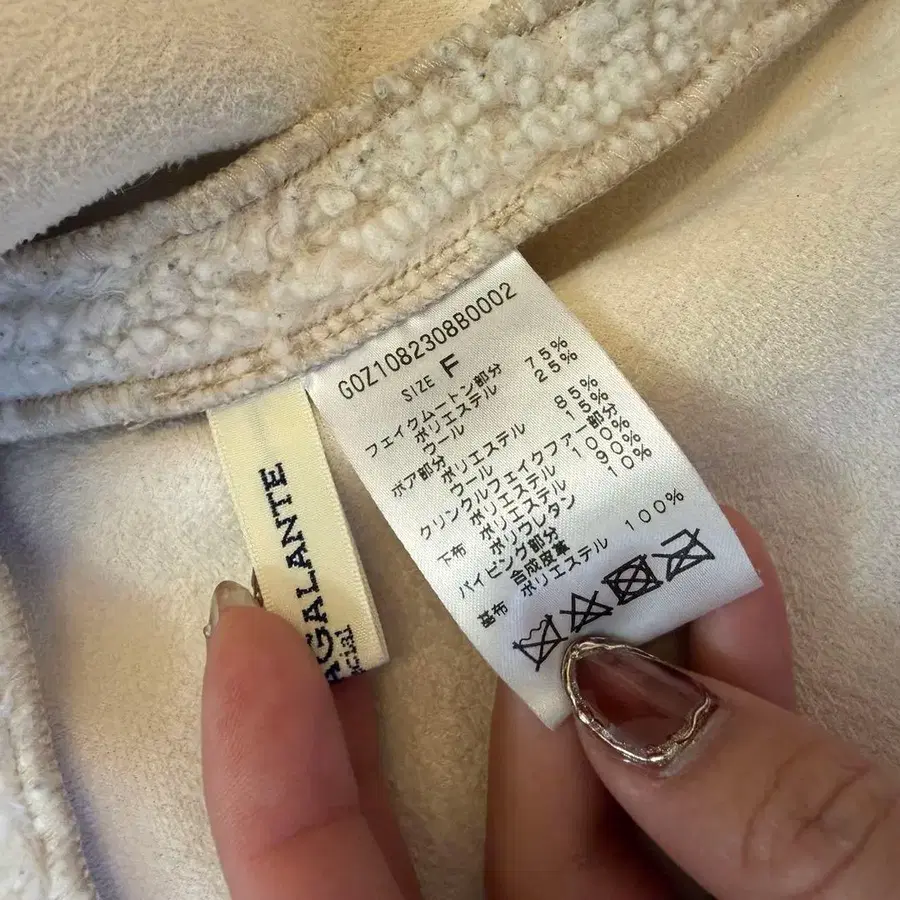 G0Z1082308B0002
SIZE F
フェイクムートン部分
ポリエステル 75%
ウール 25%
ボア部分
ポリエステル 85%
ウール 15%
クリンクルフェイクファー部分
ポリエステル 100%
下布 ポリエステル 90%
ポリウレタン 10%
パイピング部分
合成皮革
基布 ポリエステル 100%
AGALANTE
cial